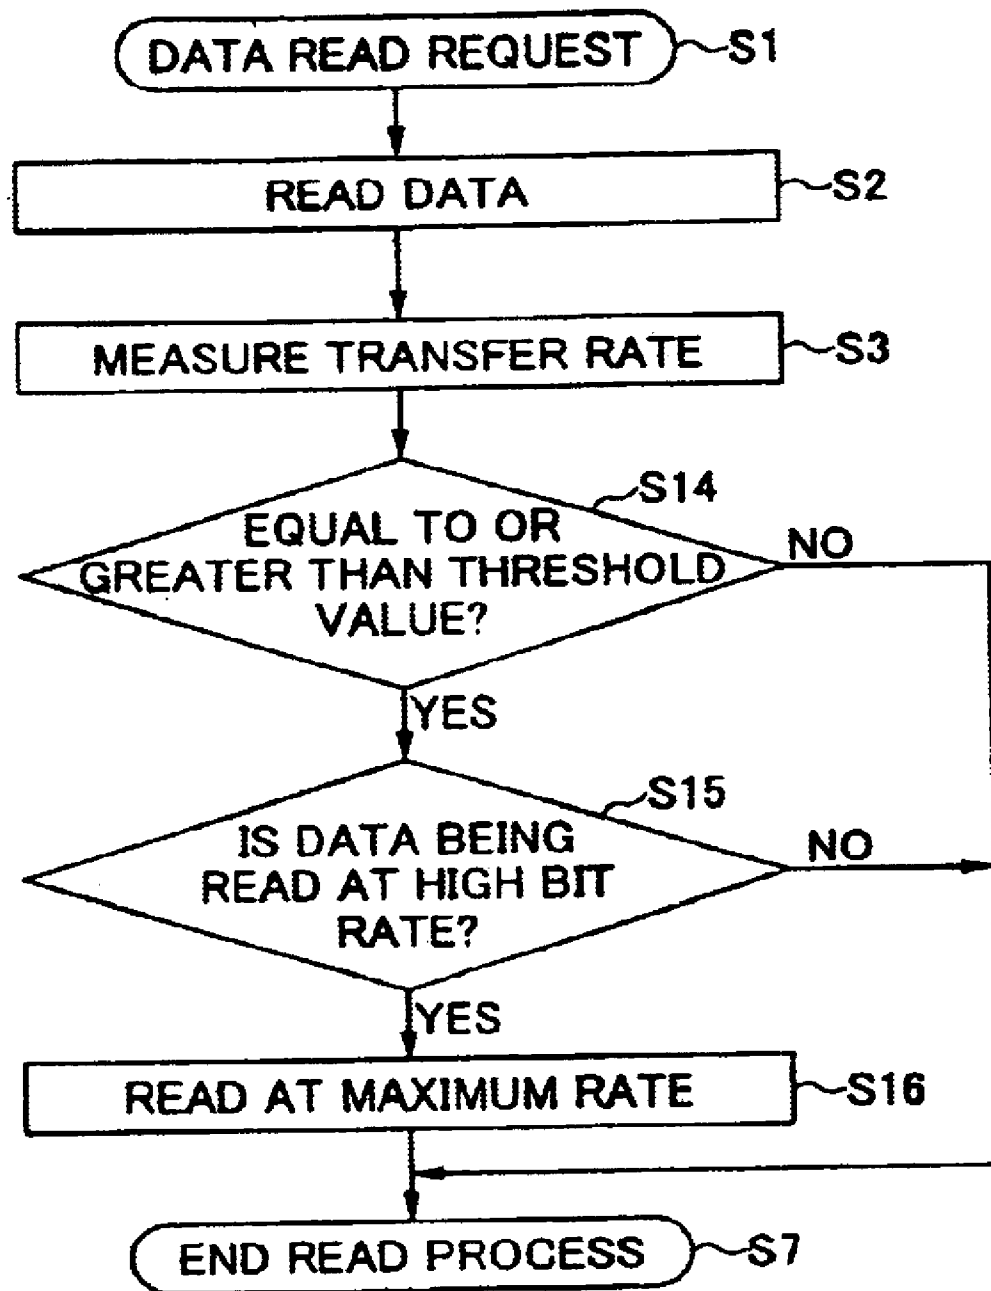 DATA READ REQUEST
S1
READ DATA
S2
MEASURE TRANSFER RATE
S3
S14
EQUAL TO OR
GREATER THAN THRESHOLD
VALUE?
NO
YES
S15
IS DATA BEING
READ AT HIGH BIT
RATE?
NO
YES
READ AT MAXIMUM RATE
S16
END READ PROCESS
S7